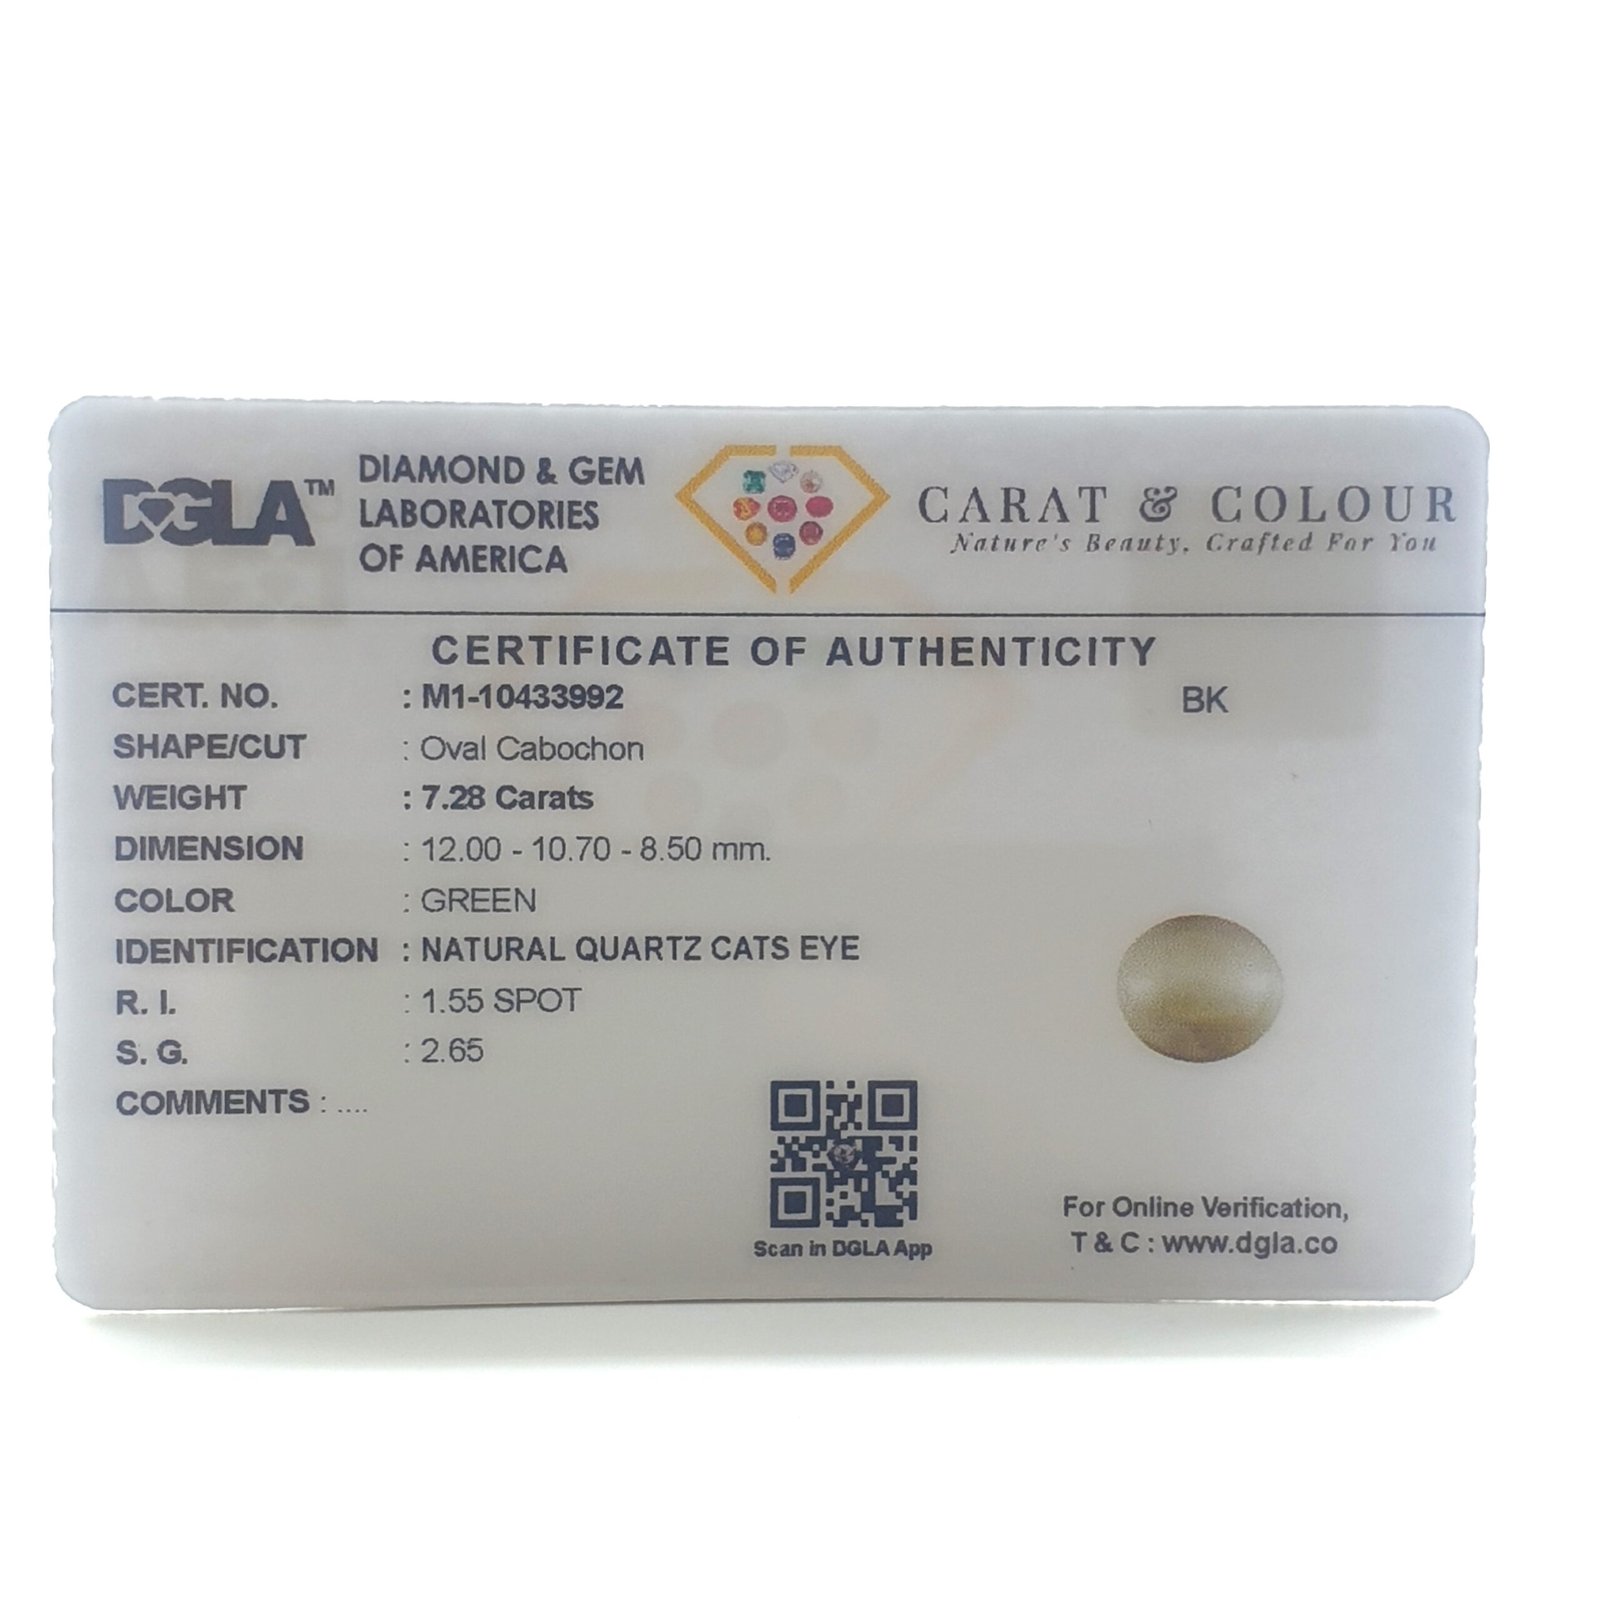 DGLA™
DIAMOND & GEM
LABORATORIES
OF AMERICA
CARAT & COLOUR
Nature's Beauty, Crafted For You
CERTIFICATE OF AUTHENTICITY
CERT. NO. : M1-10433992
BK
SHAPE/CUT : Oval Cabochon
WEIGHT : 7.28 Carats
DIMENSION : 12.00 - 10.70 - 8.50 mm.
COLOR : GREEN
IDENTIFICATION : NATURAL QUARTZ CATS EYE
R. I. : 1.55 SPOT
S. G. : 2.65
COMMENTS : ....
Scan in DGLA App
For Online Verification,
T & C : www.dgla.co